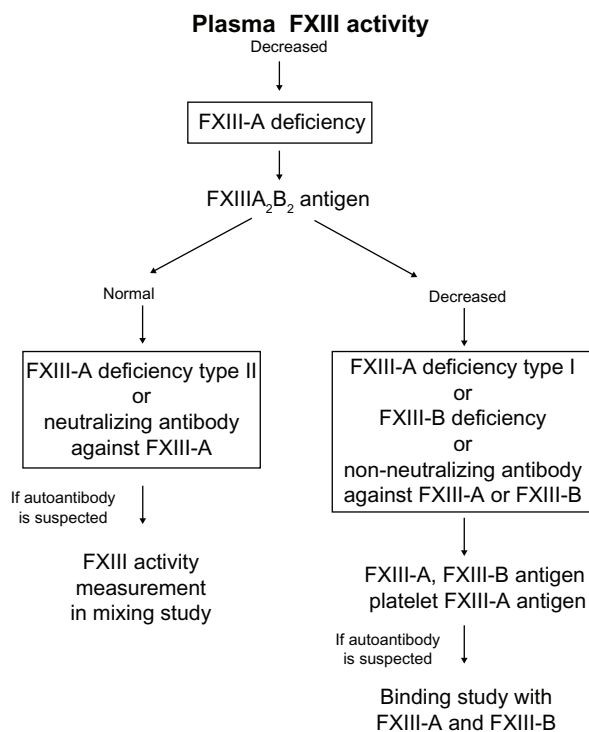 Plasma FXIII activity
Decreased
FXIII-A deficiency
FXIIIA₂B₂ antigen
Normal
FXIII-A deficiency type II
or
neutralizing antibody
against FXIII-A
If autoantibody
is suspected
FXIII activity
measurement
in mixing study
Decreased
FXIII-A deficiency type I
or
FXIII-B deficiency
or
non-neutralizing antibody
against FXIII-A or FXIII-B
FXIII-A, FXIII-B antigen
platelet FXIII-A antigen
If autoantibody
is suspected
Binding study with
FXIII-A and FXIII-B